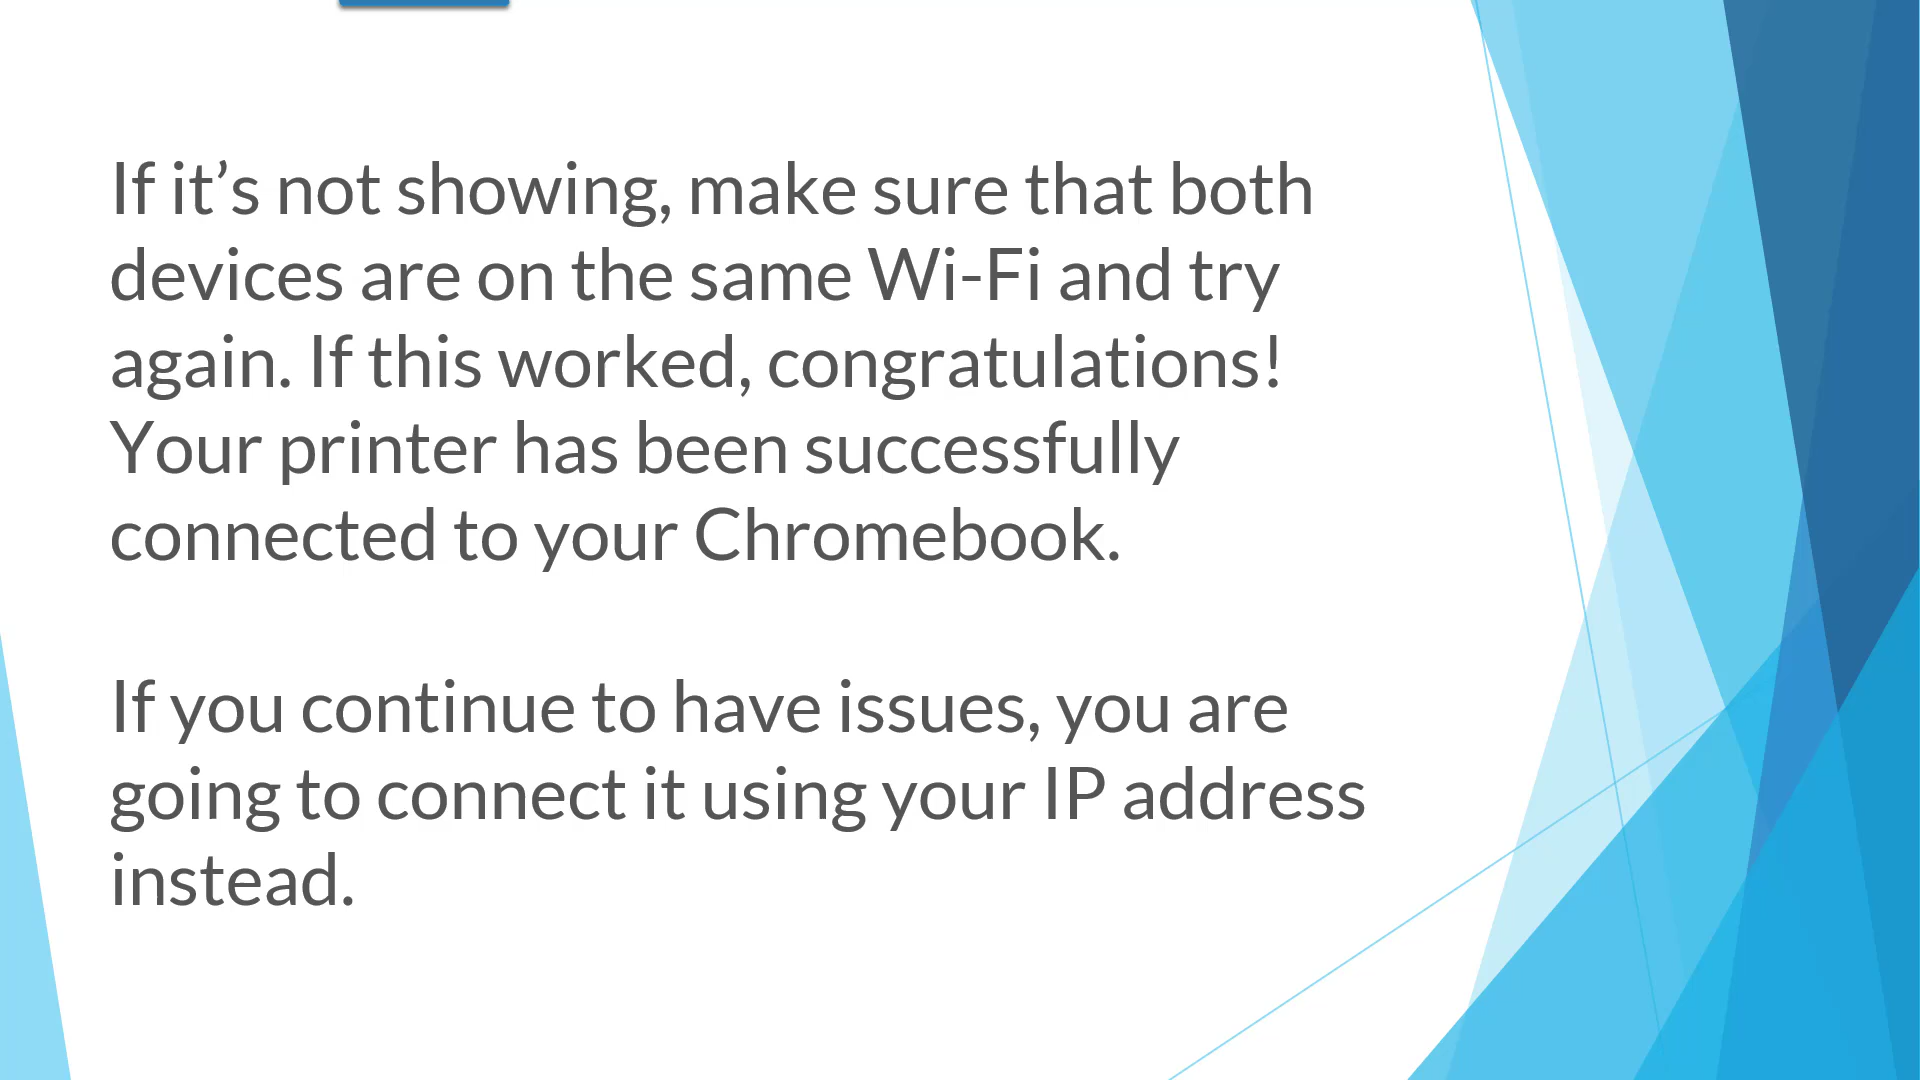 If it’s not showing, make sure that both
devices are on the same Wi-Fi and try
again. If this worked, congratulations!
Your printer has been successfully
connected to your Chromebook.
If you continue to have issues, you are
going to connect it using your IP address
instead.